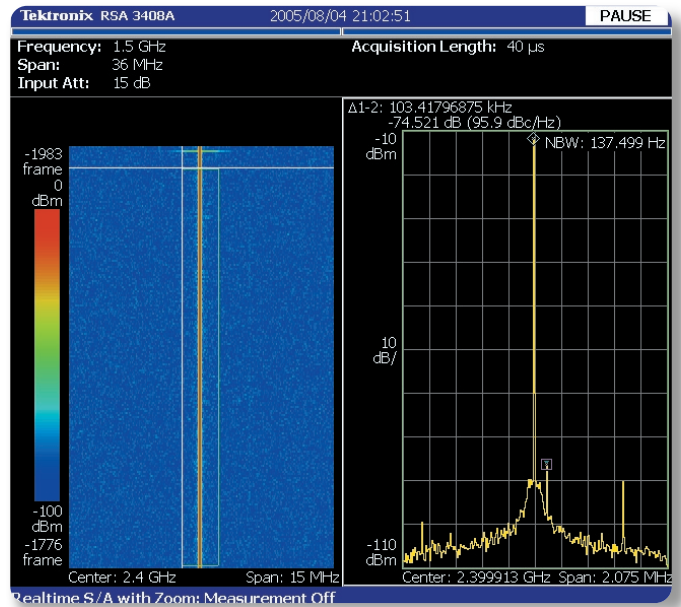 Tektronix RSA 3408A 2005/08/04 21:02:51 PAUSE
Frequency: 1.5 GHz
Span: 36 MHz
Input Att: 15 dB
Acquisition Length: 40 µs
-1983
frame
0
dBm
-100
dBm
-1776
frame
Center: 2.4 GHz Span: 15 MHz
Δ1-2: 103.41796875 kHz
-74.521 dB (95.9 dBc/Hz)
-10
dBm
NBW: 137.499 Hz
10
dB/
-110
dBm
Center: 2.399913 GHz Span: 2.075 MHz
Realtime S/A with Zoom: Measurement Off